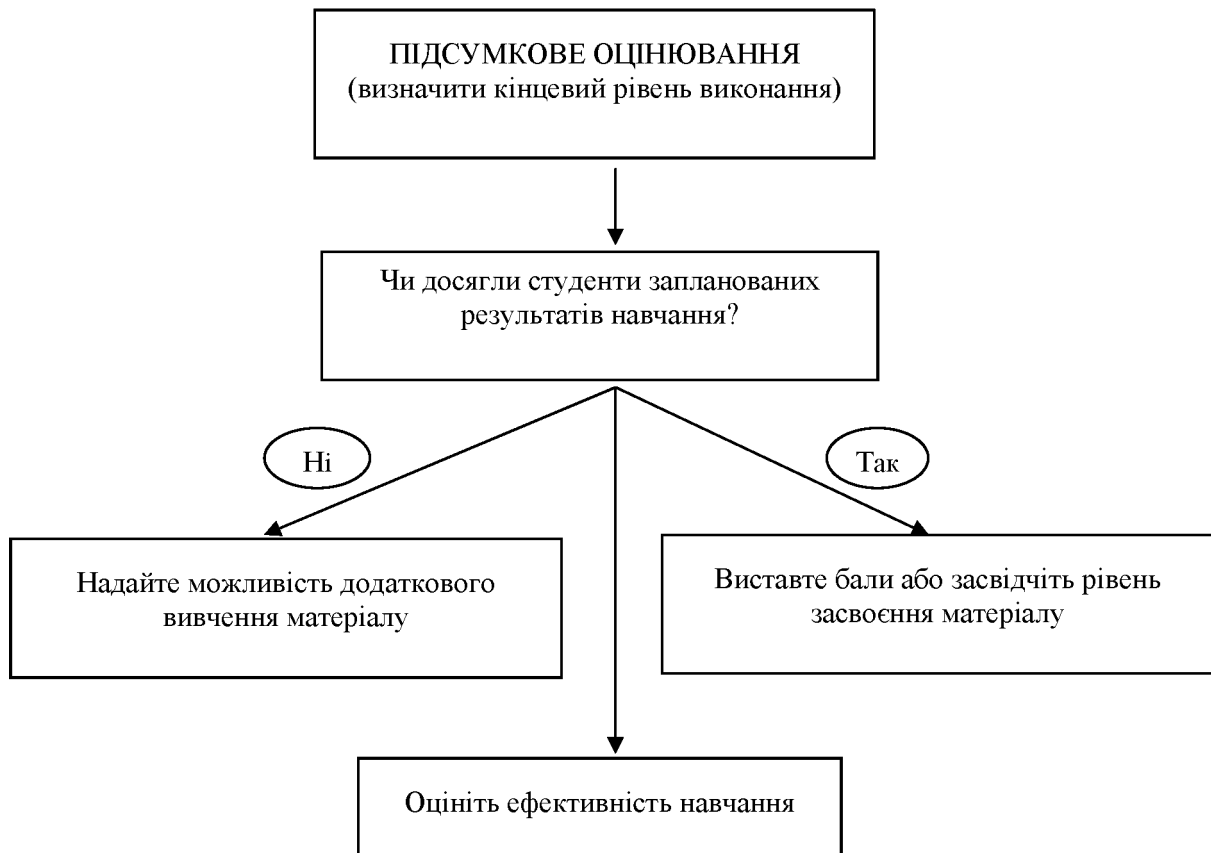 ПІДСУМКОВЕ ОЦІНЮВАННЯ
(визначити кінцевий рівень виконання)
Чи досягли студенти запланованих
результатів навчання?
Ні
Так
Надайте можливість додаткового
вивчення матеріалу
Виставте бали або засвідчіть рівень
засвоєння матеріалу
Оцініть ефективність навчання